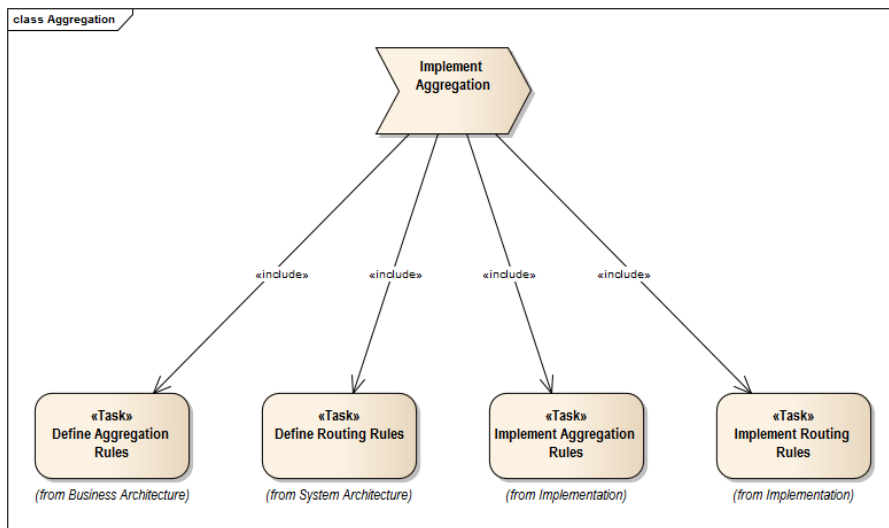 class Aggregation
Implement
Aggregation
«include»
«include»
«include»
«include»
«Task»
Define Aggregation
Rules
(from Business Architecture)
«Task»
Define Routing Rules
(from System Architecture)
«Task»
Implement Aggregation
Rules
(from Implementation)
«Task»
Implement Routing
Rules
(from Implementation)